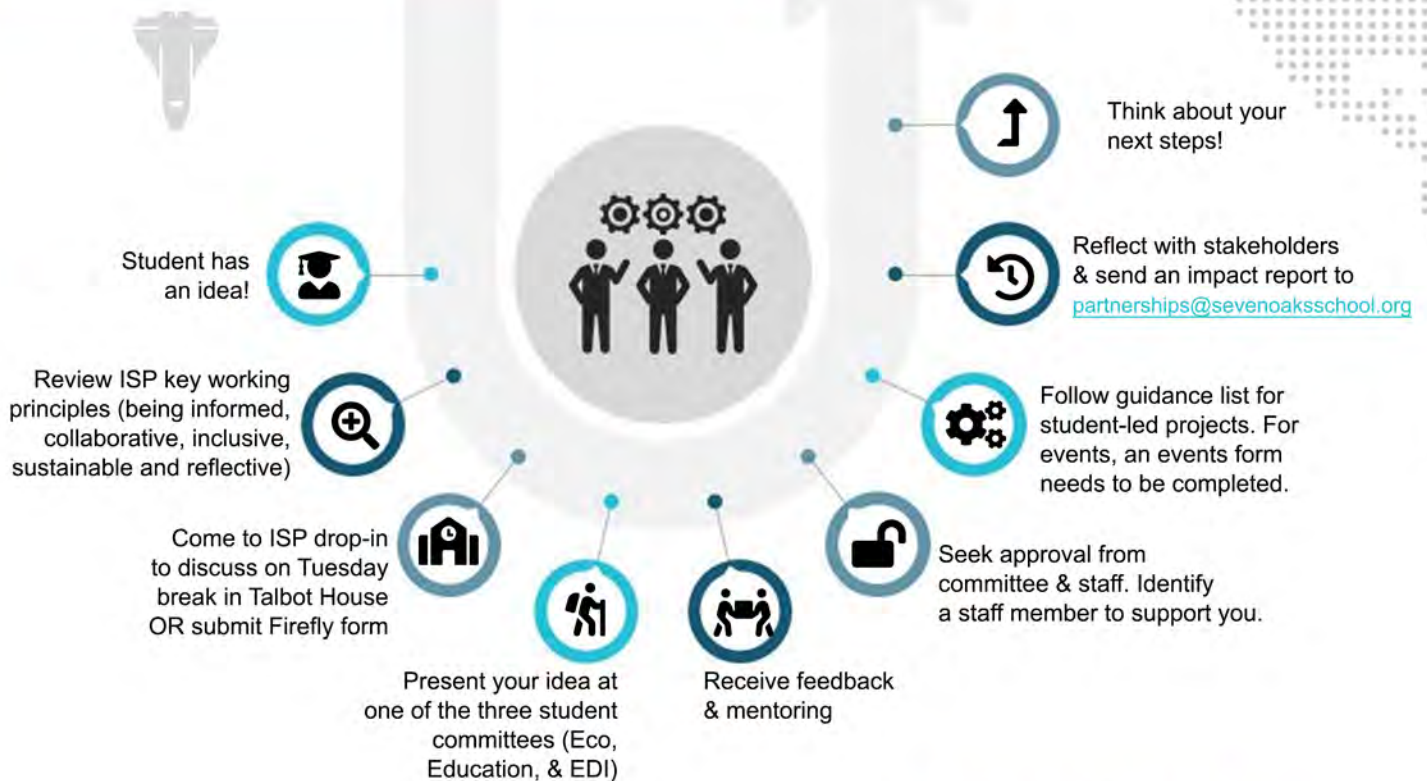 Student has
an idea!
Review ISP key working
principles (being informed,
collaborative, inclusive,
sustainable and reflective)
Come to ISP drop-in
to discuss on Tuesday
break in Talbot House
OR submit Firefly form
Present your idea at
one of the three student
committees (Eco,
Education, & EDI)
Receive feedback
& mentoring
Seek approval from
committee & staff. Identify
a staff member to support you.
Follow guidance list for
student-led projects. For
events, an events form
needs to be completed.
Reflect with stakeholders
& send an impact report to
partnerships@sevenoaksschool.org
Think about your
next steps!